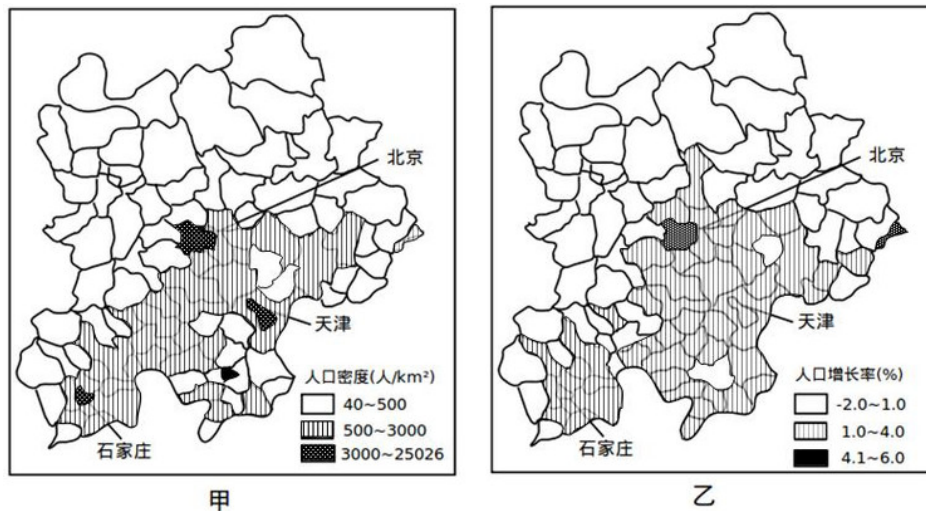 北京
天津
人口密度(人/km²)
40~500
500~3000
3000~25026
石家庄
甲
北京
天津
人口增长率(%)
-2.0~1.0
1.0~4.0
4.1~6.0
石家庄
乙